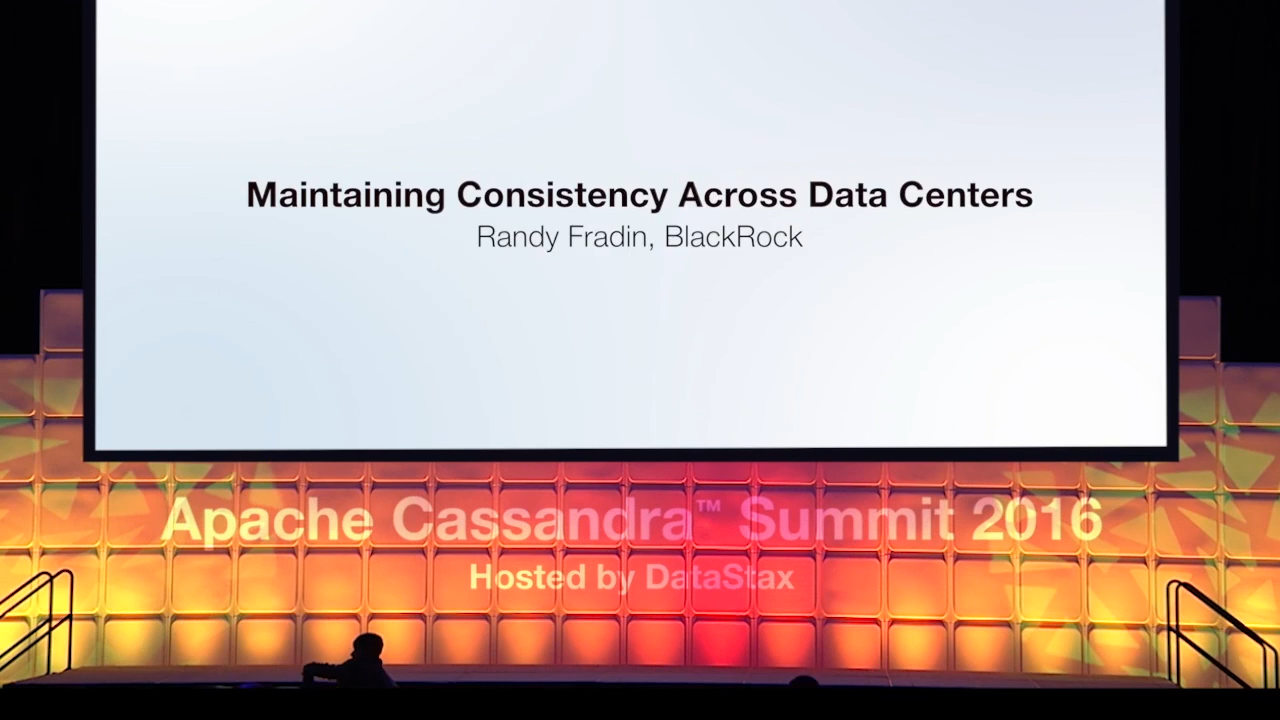 Maintaining Consistency Across Data Centers
Randy Fradin, BlackRock
Apache Cassandra™ Summit 2016
Hosted by DataStax